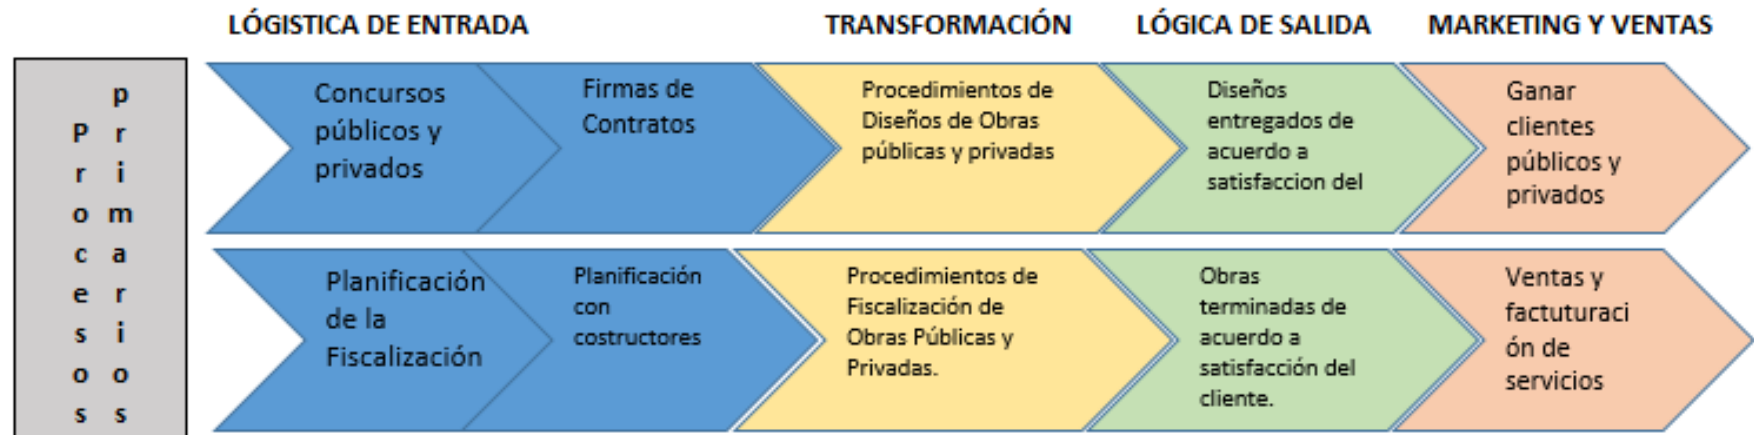 LÓGISTICA DE ENTRADA
TRANSFORMACIÓN
LÓGICA DE SALIDA
MARKETING Y VENTAS
Procesos
primarios
Concursos
públicos y
privados
Firmas de
Contratos
Procedimientos de
Diseños de Obras
públicas y privadas
Diseños
entregados de
acuerdo a
satisfaccion del
Ganar
clientes
públicos y
privados
Planificación
de la
Fiscalización
Planificación
con
costructores
Procedimientos de
Fiscalización de
Obras Públicas y
Privadas.
Obras
terminadas de
acuerdo a
satisfacción del
cliente.
Ventas y
factuturaci
ón de
servicios